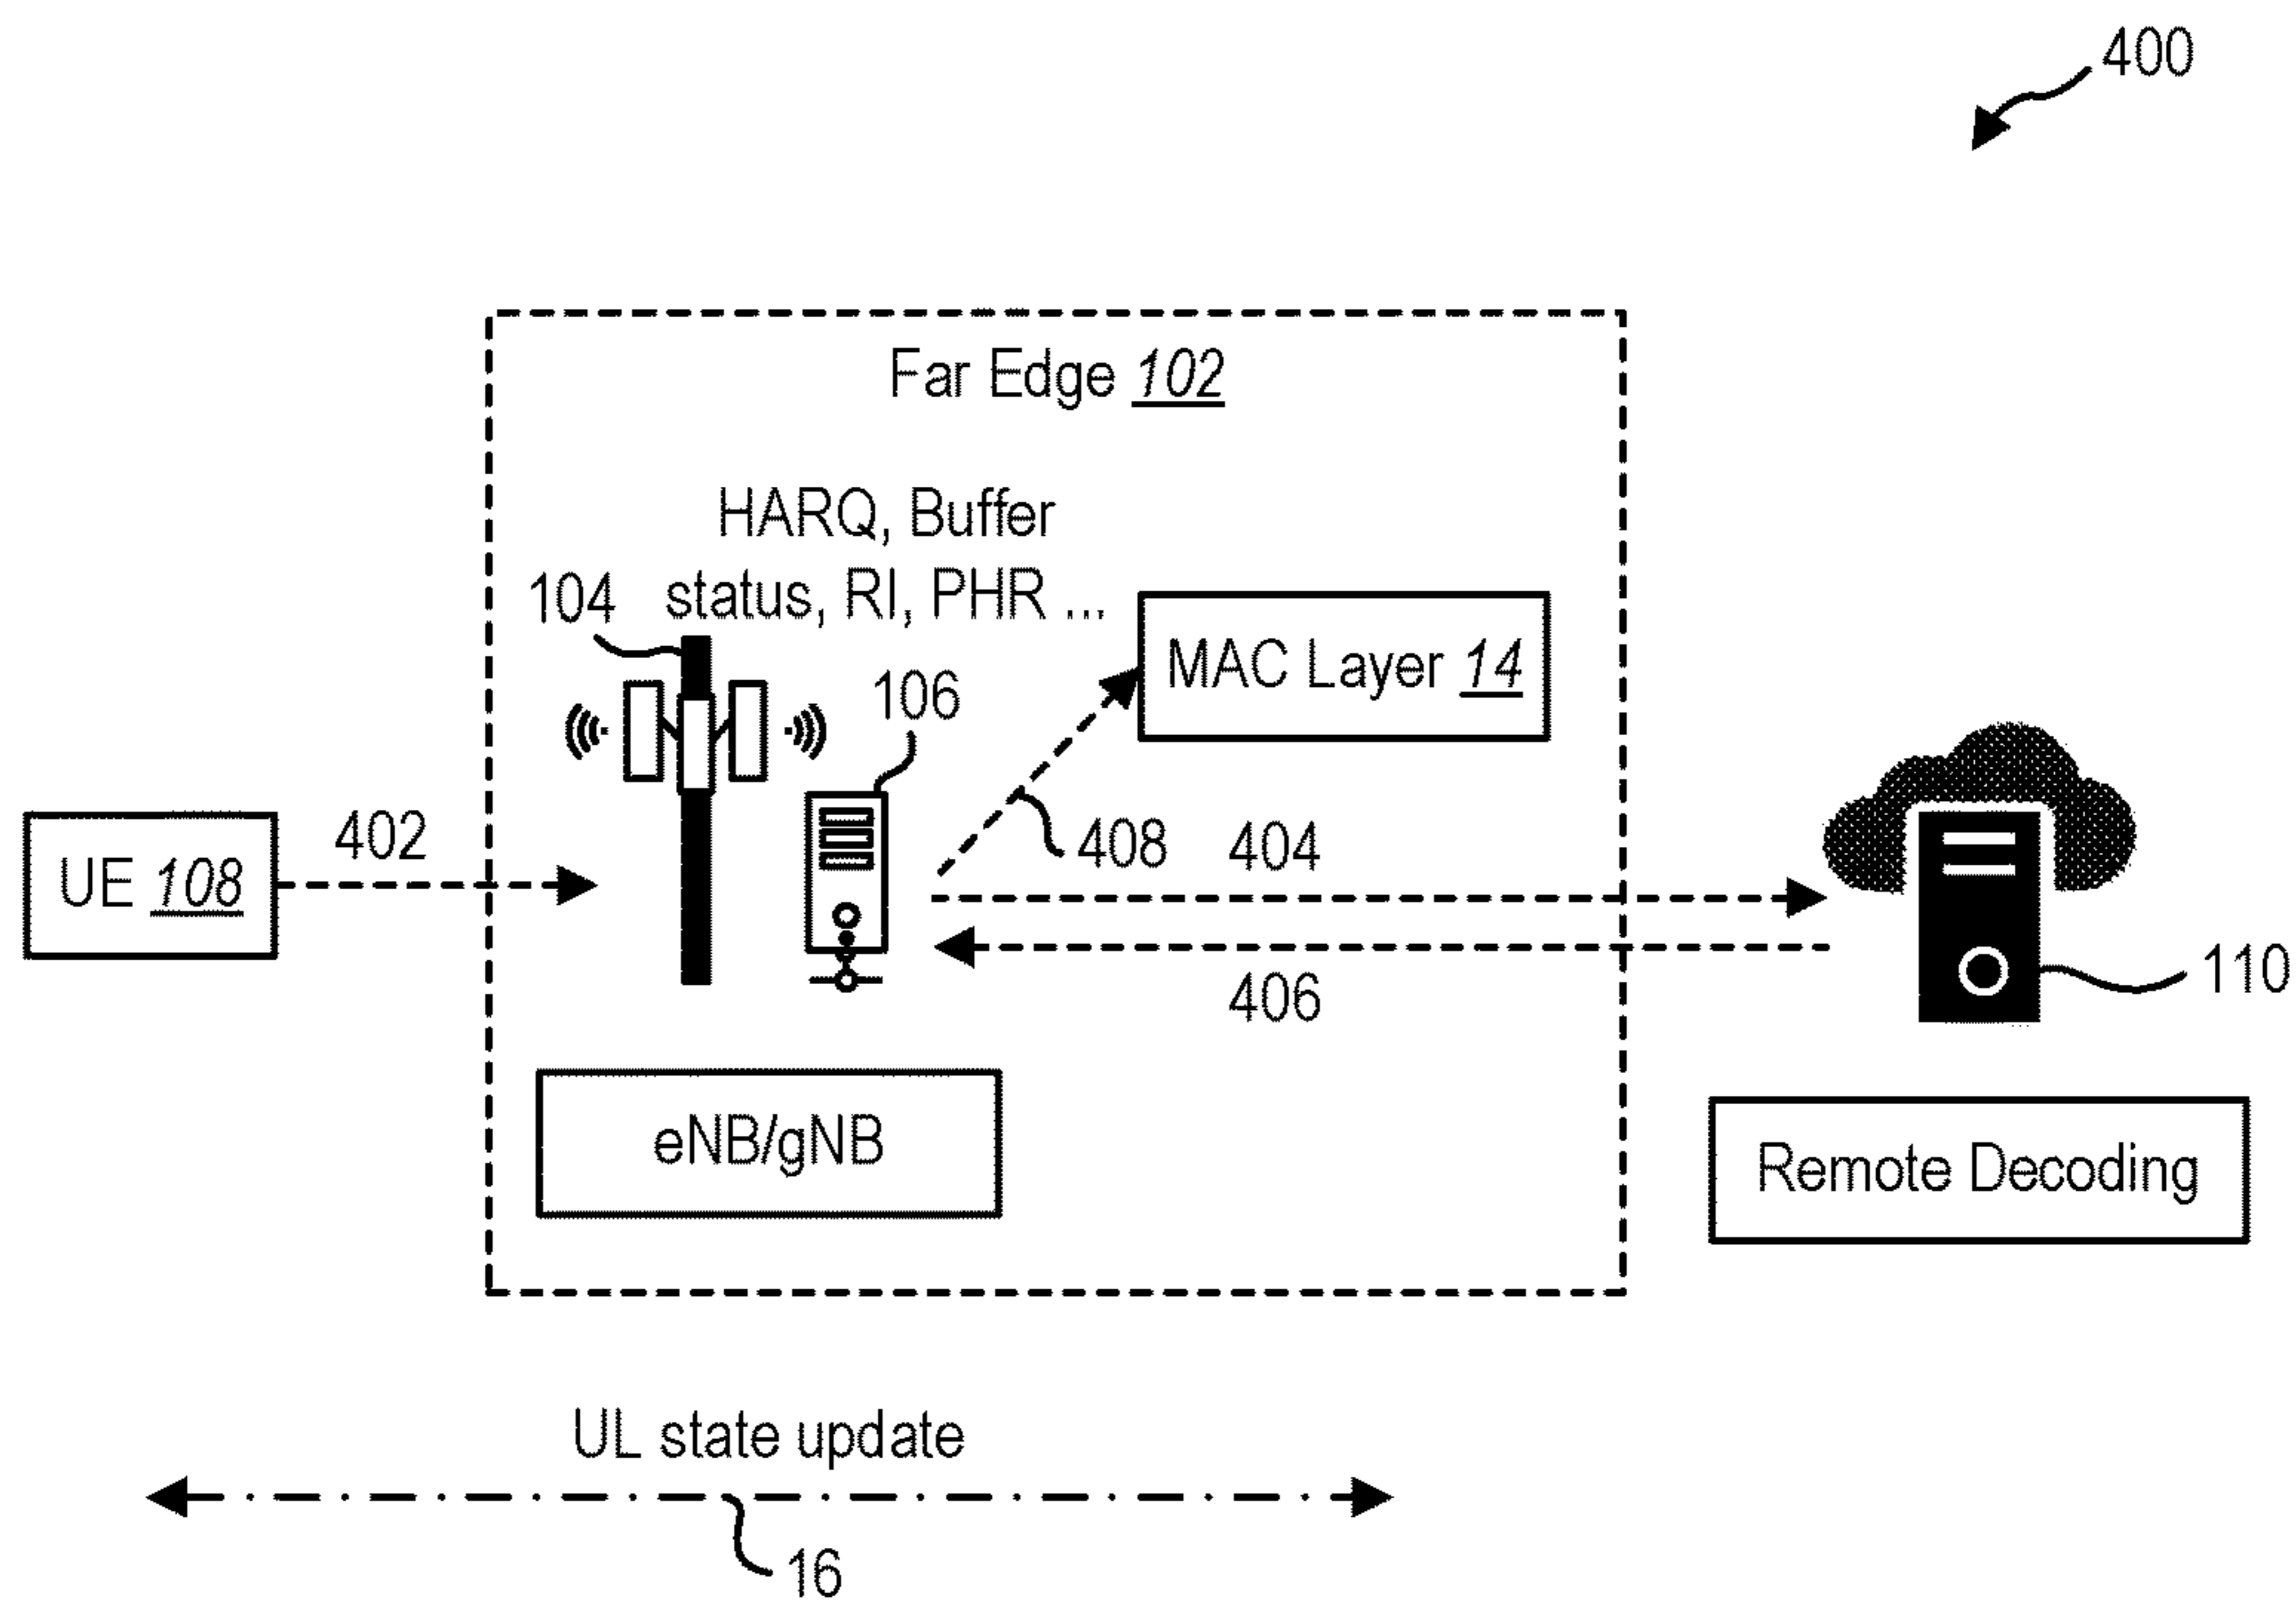 400
Far Edge 102
HARQ, Buffer
status, RI, PHR ...
104
MAC Layer 14
106
UE 108
402
408
404
406
110
eNB/gNB
Remote Decoding
UL state update
16